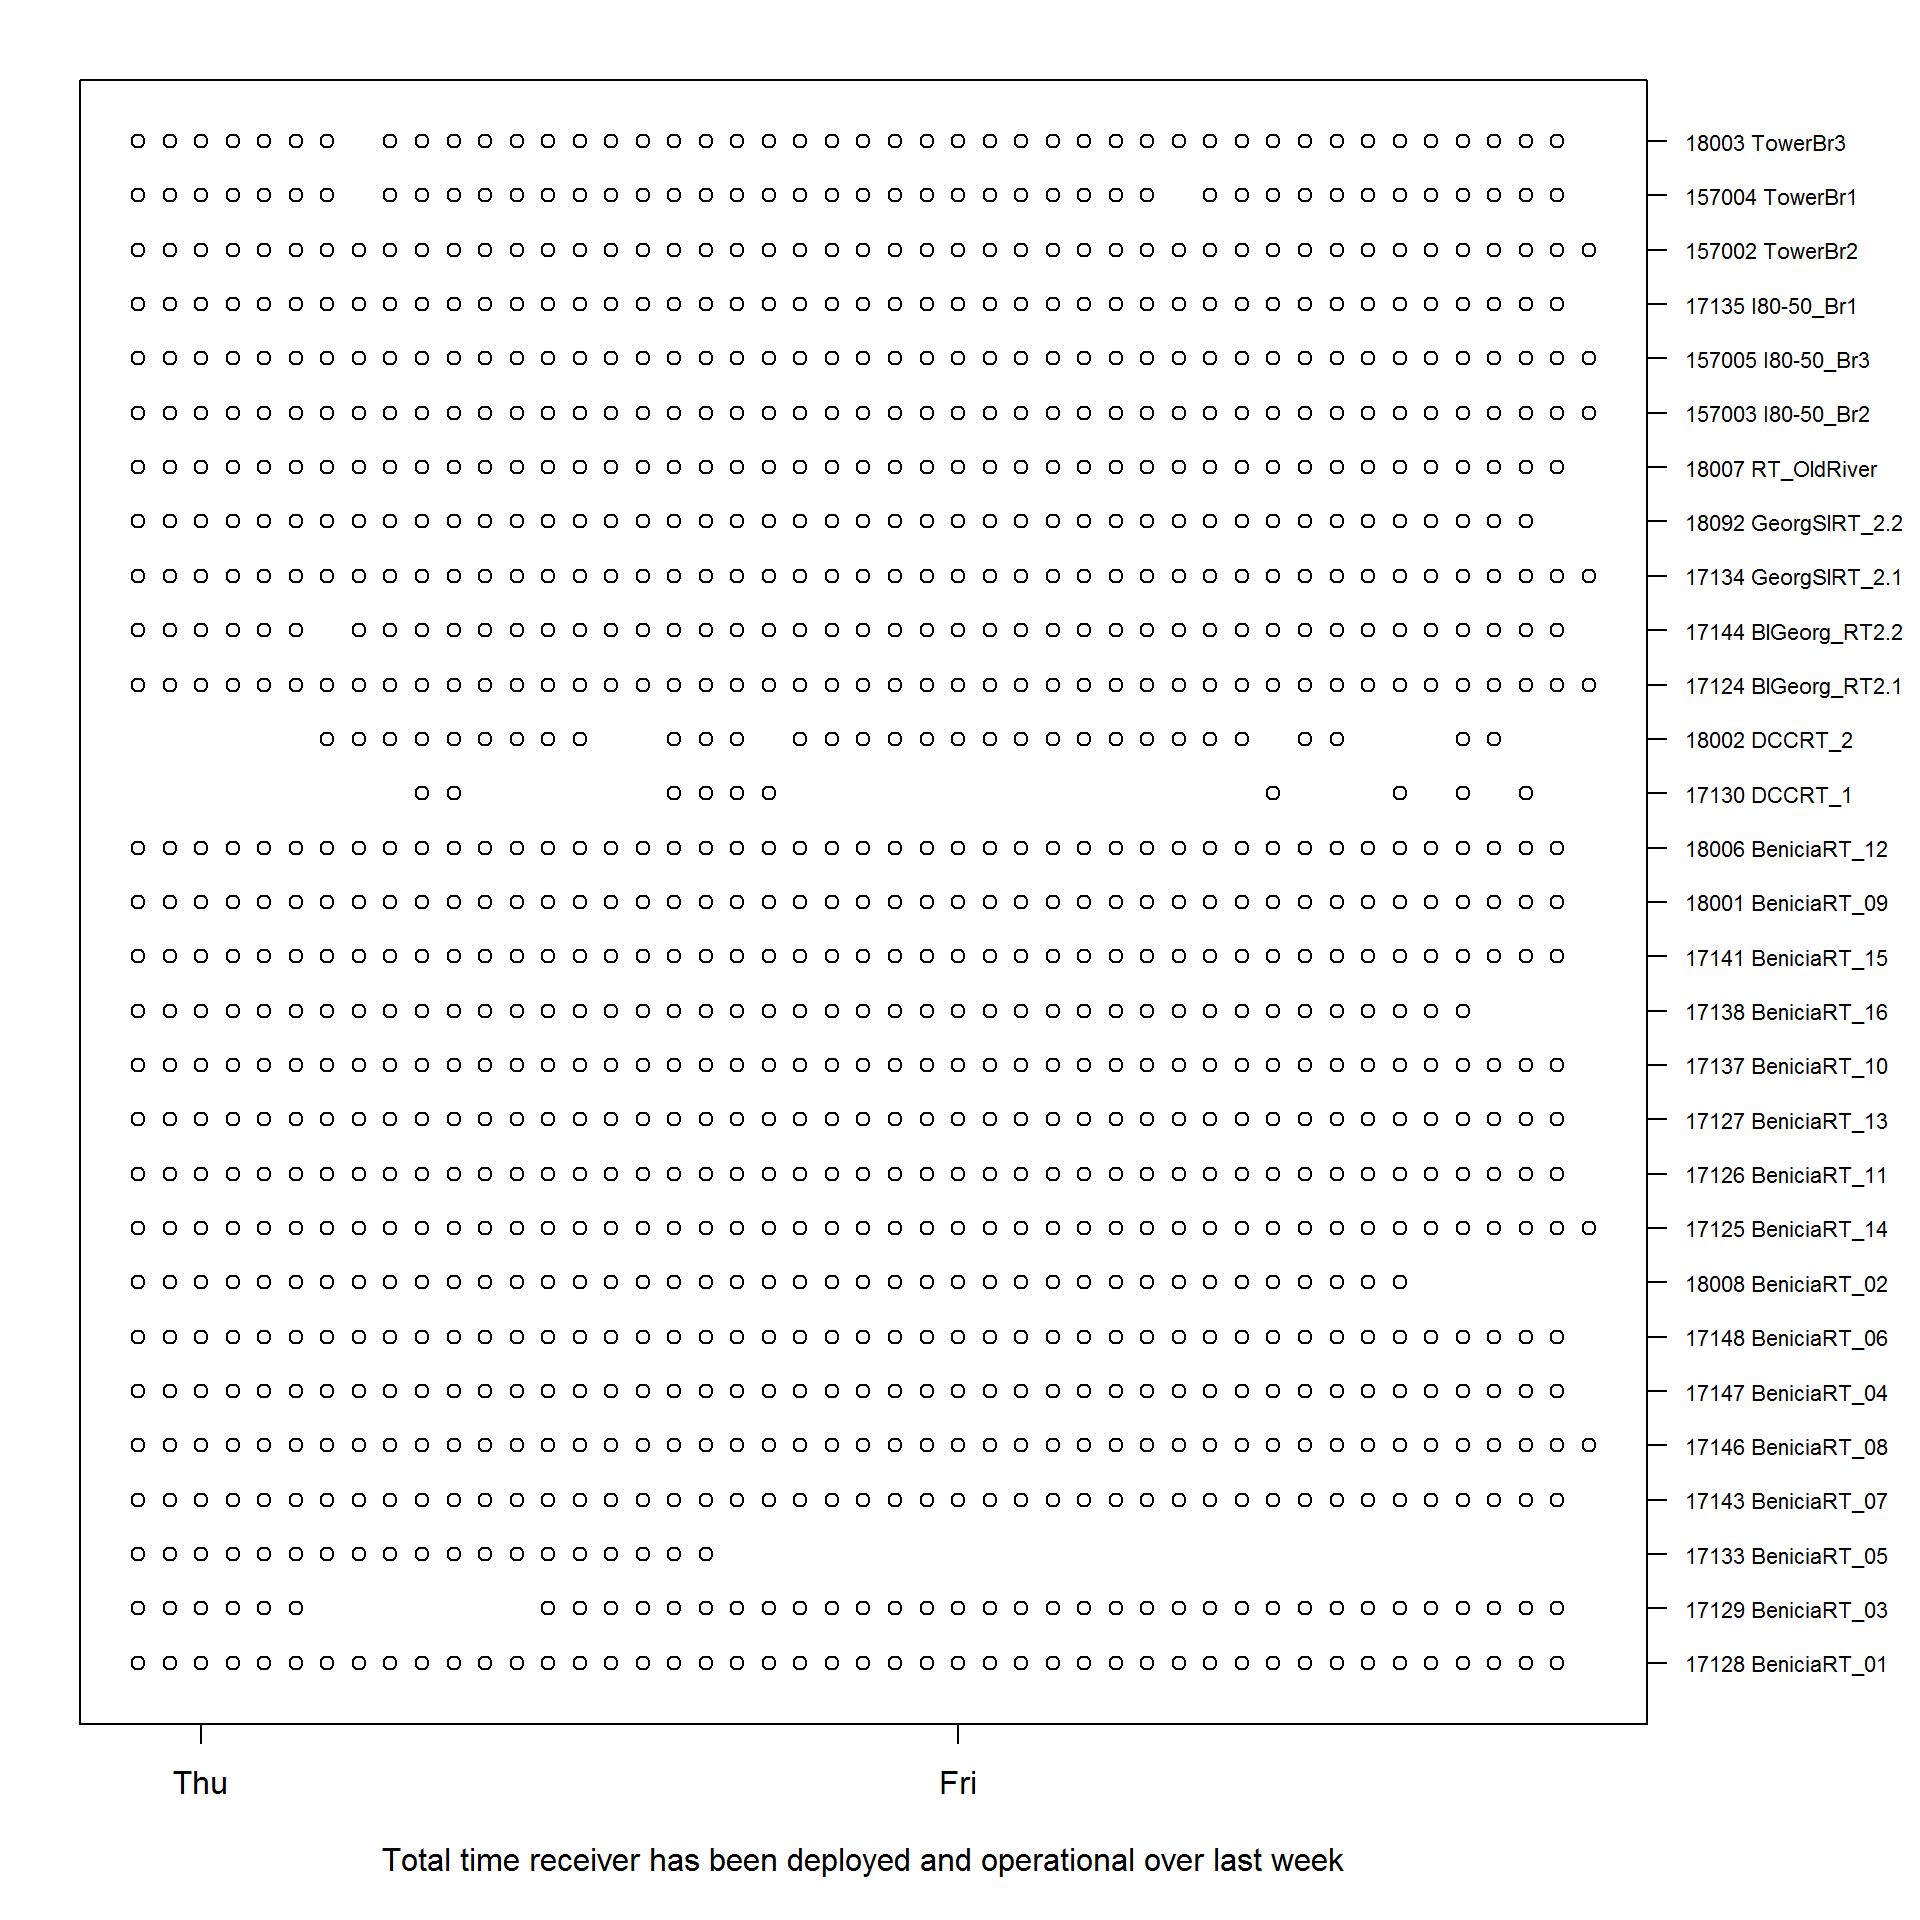 18003 TowerBr3
157004 TowerBr1
157002 TowerBr2
17135 I80-50_Br1
157005 I80-50_Br3
157003 I80-50_Br2
18007 RT_OldRiver
18092 GeorgSlRT_2.2
17134 GeorgSlRT_2.1
17144 BlGeorg_RT2.2
17124 BlGeorg_RT2.1
18002 DCCRT_2
17130 DCCRT_1
18006 BeniciaRT_12
18001 BeniciaRT_09
17141 BeniciaRT_15
17138 BeniciaRT_16
17137 BeniciaRT_10
17127 BeniciaRT_13
17126 BeniciaRT_11
17125 BeniciaRT_14
18008 BeniciaRT_02
17148 BeniciaRT_06
17147 BeniciaRT_04
17146 BeniciaRT_08
17143 BeniciaRT_07
17133 BeniciaRT_05
17129 BeniciaRT_03
17128 BeniciaRT_01
Thu Fri
Total time receiver has been deployed and operational over last week